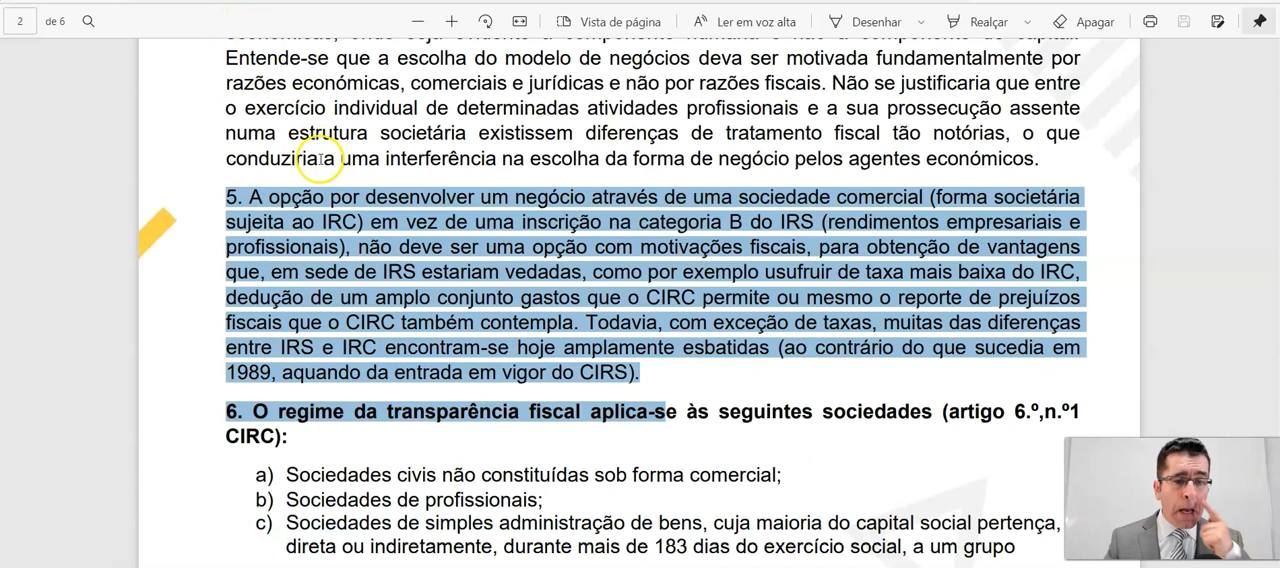 2 de 6 Vista de página Ler em voz alta Desenhar Realçar Apagar
Entende-se que a escolha do modelo de negócios deva ser motivada fundamentalmente por
razões económicas, comerciais e jurídicas e não por razões fiscais. Não se justificaria que entre
o exercício individual de determinadas atividades profissionais e a sua prossecução assente
numa estrutura societária existissem diferenças de tratamento fiscal tão notórias, o que
conduziria a uma interferência na escolha da forma de negócio pelos agentes económicos.
5. A opção por desenvolver um negócio através de uma sociedade comercial (forma societária
sujeita ao IRC) em vez de uma inscrição na categoria B do IRS (rendimentos empresariais e
profissionais), não deve ser uma opção com motivações fiscais, para obtenção de vantagens
que, em sede de IRS estariam vedadas, como por exemplo usufruir de taxa mais baixa do IRC,
dedução de um amplo conjunto gastos que o CIRC permite ou mesmo o reporte de prejuízos
fiscais que o CIRC também contempla. Todavia, com exceção de taxas, muitas das diferenças
entre IRS e IRC encontram-se hoje amplamente esbatidas (ao contrário do que sucedia em
1989, aquando da entrada em vigor do CIRS).
6. O regime da transparência fiscal aplica-se às seguintes sociedades (artigo 6.º,n.º1
CIRC):
a) Sociedades civis não constituídas sob forma comercial;
b) Sociedades de profissionais;
c) Sociedades de simples administração de bens, cuja maioria do capital social pertença,
direta ou indiretamente, durante mais de 183 dias do exercício social, a um grupo